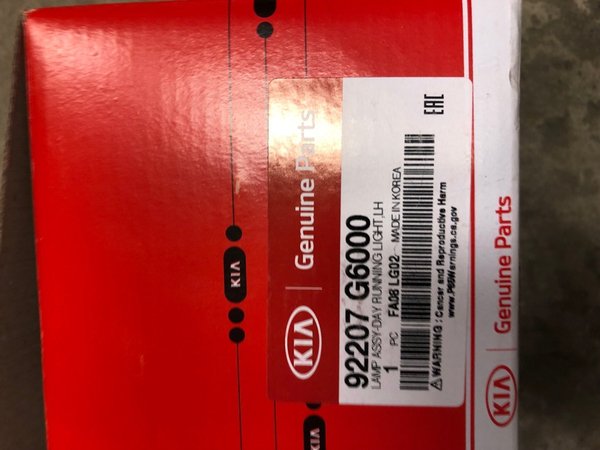 KIA
KIA
KIA | Genuine Parts
92207 G6000
LAMP ASSY-DAY RUNNING LIGHT,LH
1 PC FA08 LG02 MADE IN KOREA
EAC
⚠ WARNING : Cancer and Reproductive Harm
www.P65Warnings.ca.gov
KIA | Genuine Parts